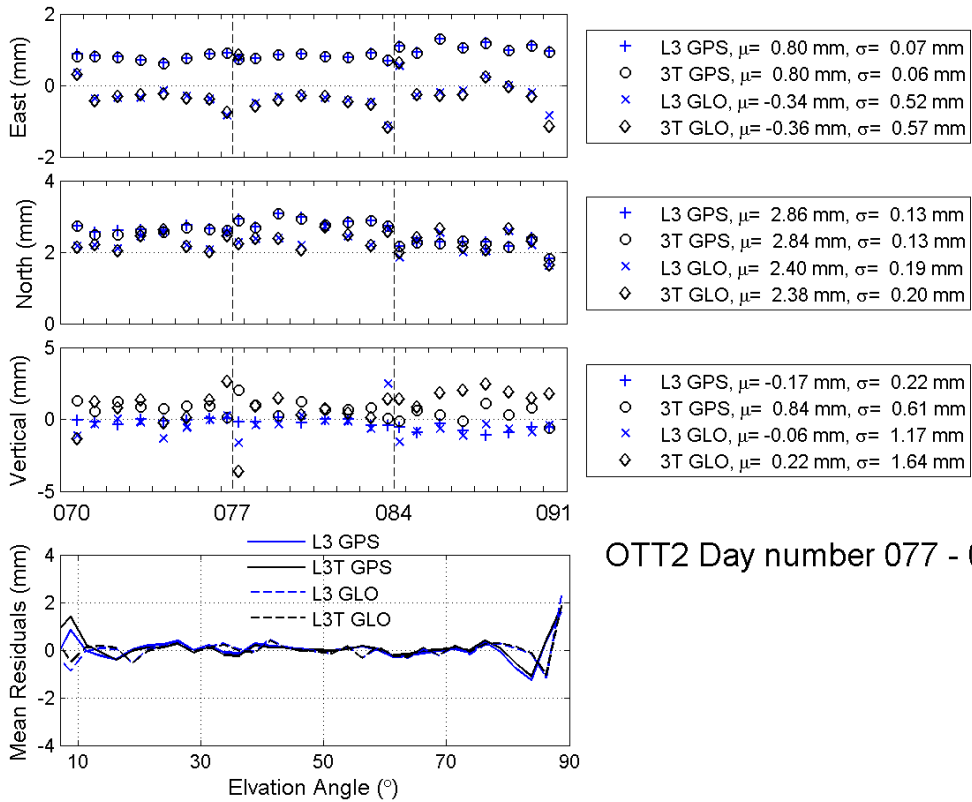 2
0
2
East (mm)
L3 GPS, μ= 0.80 mm, σ= 0.07 mm
3T GPS, μ= 0.80 mm, σ= 0.06 mm
L3 GLO, μ= -0.34 mm, σ= 0.52 mm
3T GLO, μ= -0.36 mm, σ= 0.57 mm
4
2
0
North (mm)
L3 GPS, μ= 2.86 mm, σ= 0.13 mm
3T GPS, μ= 2.84 mm, σ= 0.13 mm
L3 GLO, μ= 2.40 mm, σ= 0.19 mm
3T GLO, μ= 2.38 mm, σ= 0.20 mm
5
0
-5
Vertical (mm)
L3 GPS, μ= -0.17 mm, σ= 0.22 mm
3T GPS, μ= 0.84 mm, σ= 0.61 mm
L3 GLO, μ= -0.06 mm, σ= 1.17 mm
3T GLO, μ= 0.22 mm, σ= 1.64 mm
070 077 084 091
L3 GPS
L3T GPS
L3 GLO
L3T GLO
4
2
0
-2
-4
Mean Residuals (mm)
10 30 50 70 90
Elvation Angle (°)
OTT2 Day number 077 -